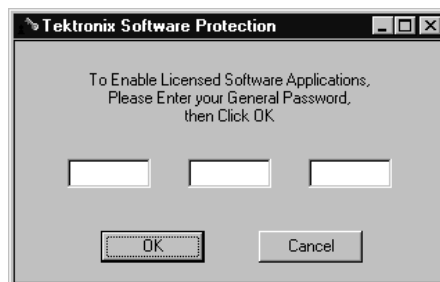 Tektronix Software Protection
To Enable Licensed Software Applications,
Please Enter your General Password,
then Click OK
OK
Cancel